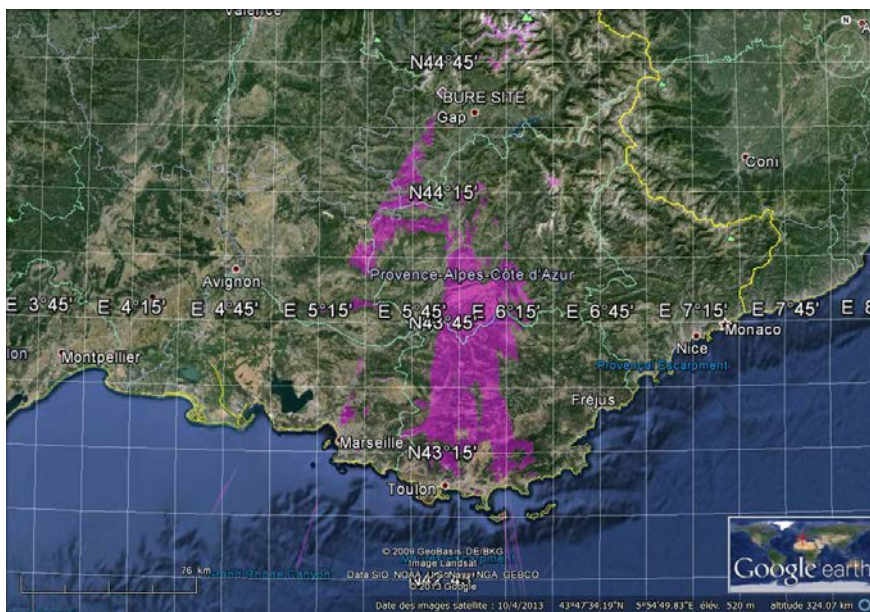 Valence
N
A
N44°45'
BURE SITE
Gap
Coni
N44°15'
Avignon
Provence-Alpes-Côte d'Azur
E 3°45' E 4°15' E 4°45' E 5°15' E 5°45' E 6°15' E 6°45' E 7°15' E 7°45' E 8
N43°45'
Monaco
Montpellier
Nice
Provençal Escarpment
Fréjus
Marseille
N43°15'
Toulon
© 2009 GeoBasis-DE/BKG
Image Landsat
Data SIO, NOAA, U.S. Navy, NGA, GEBCO
© 2013 Google
76 km
Google earth
Date des images satellite : 10/4/2013 43°47'34.19"N 5°54'49.83"E élév. 520 m altitude 324.07 km